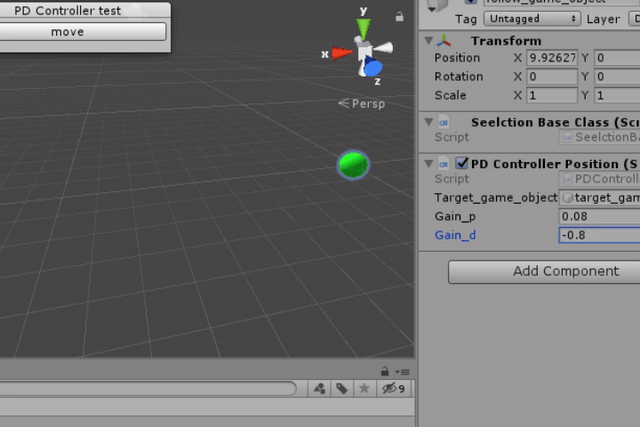 PD Controller test
move
y
x
z
Persp
follow_game_object
Tag Untagged Layer
Transform
Position X 9.92627 Y 0
Rotation X 0 Y 0
Scale X 1 Y 1
Seelction Base Class (Scri
Script SeelctionBa
PD Controller Position (S
Script PDControll
Target_game_object target_gam
Gain_p 0.08
Gain_d -0.8
Add Component
9